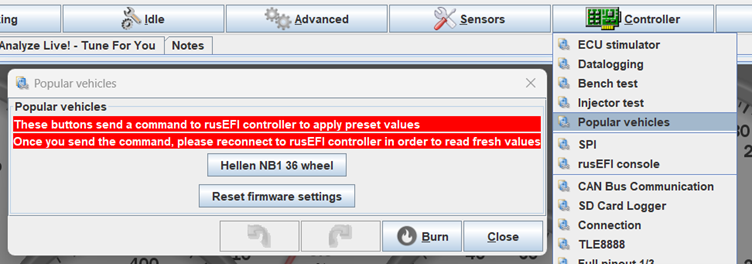 king
Idle
Advanced
Sensors
Controller
Analyze Live! - Tune For You
Notes
ECU stimulator
Datalogging
Bench test
Injector test
Popular vehicles
SPI
rusEFI console
CAN Bus Communication
SD Card Logger
Connection
TLE8888
Full pinout 1/3
Popular vehicles
Popular vehicles
These buttons send a command to rusEFI controller to apply preset values
Once you send the command, please reconnect to rusEFI controller in order to read fresh values
Hellen NB1 36 wheel
Reset firmware settings
Burn
Close